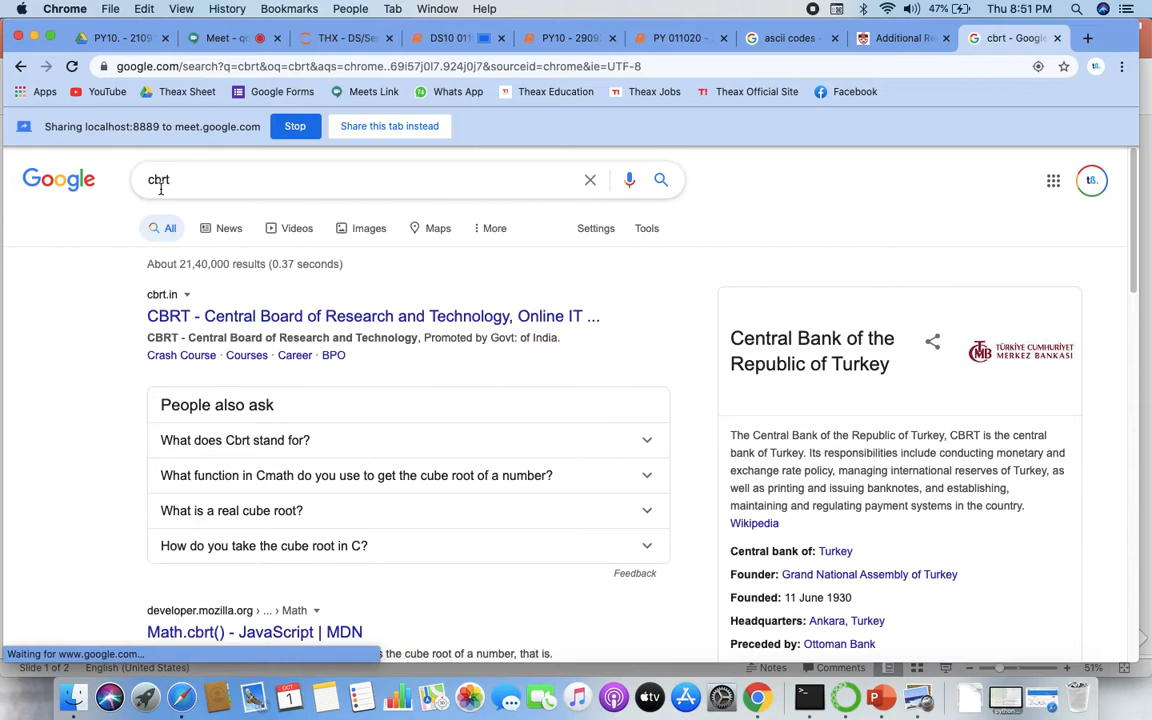 Chrome File Edit View History Bookmarks People Tab Window Help 47% Thu 8:51 PM
PY10. - 2109 Meet - qc THX - DS/Se DS10 011 PY10 - 2909 PY 011020 - ascii codes - Additional Re cbrt - Google
google.com/search?q=cbrt&oq=cbrt&aqs=chrome..69i57j0l7.924j0j7&sourceid=chrome&ie=UTF-8
Apps YouTube Theax Sheet Google Forms Meets Link Whats App Theax Education Theax Jobs Theax Official Site Facebook
Sharing localhost:8889 to meet.google.com Stop Share this tab instead
Google cbrt tß.
All News Videos Images Maps More Settings Tools
About 21,40,000 results (0.37 seconds)
cbrt.in
CBRT - Central Board of Research and Technology, Online IT ...
CBRT - Central Board of Research and Technology, Promoted by Govt: of India.
Crash Course · Courses · Career · BPO
People also ask
What does Cbrt stand for?
What function in Cmath do you use to get the cube root of a number?
What is a real cube root?
How do you take the cube root in C?
Feedback
developer.mozilla.org › ... › Math
Math.cbrt() - JavaScript | MDN
s the cube root of a number, that is.
Central Bank of the
Republic of Turkey
TÜRKİYE CUMHURİYET
MERKEZ BANKASI
The Central Bank of the Republic of Turkey, CBRT is the central
bank of Turkey. Its responsibilities include conducting monetary and
exchange rate policy, managing international reserves of Turkey, as
well as printing and issuing banknotes, and establishing,
maintaining and regulating payment systems in the country.
Wikipedia
Central bank of: Turkey
Founder: Grand National Assembly of Turkey
Founded: 11 June 1930
Headquarters: Ankara, Turkey
Preceded by: Ottoman Bank
Waiting for www.google.com...
Slide 1 of 2 English (United States) Notes Comments 51%
OCT 1
tv